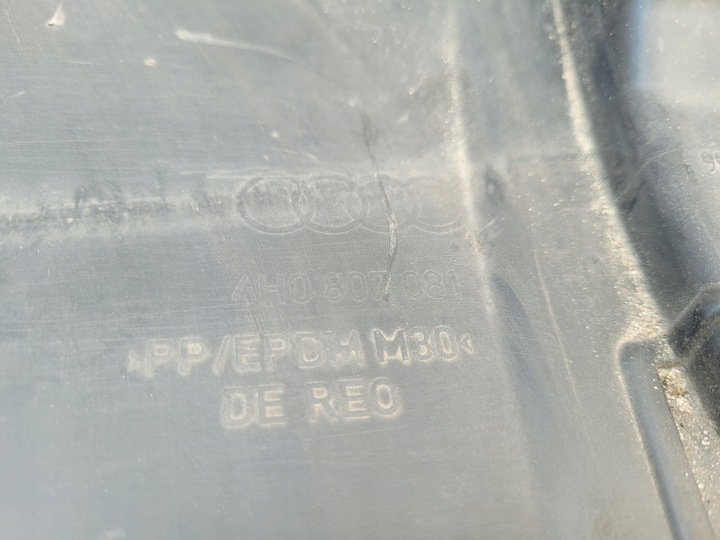 4H0 807 081
>PP/EPDM M30<
DE REO